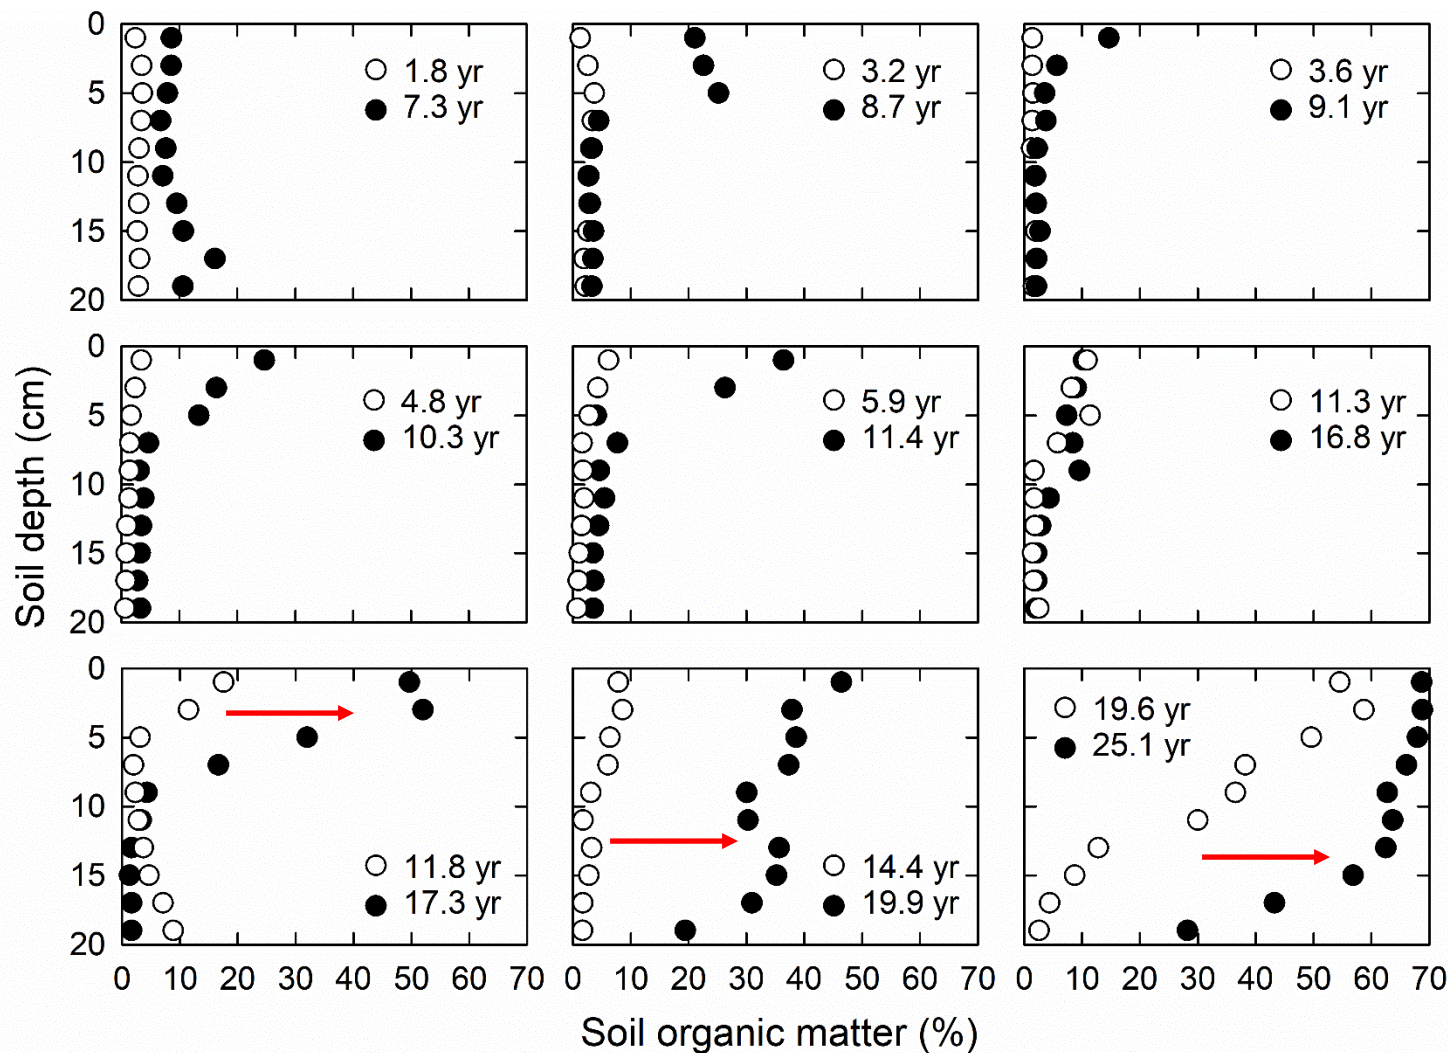 0
5
10
15
20
1.8 yr
7.3 yr
3.2 yr
8.7 yr
3.6 yr
9.1 yr
0
5
10
15
20
4.8 yr
10.3 yr
5.9 yr
11.4 yr
11.3 yr
16.8 yr
Soil depth (cm)
0
5
10
15
20
11.8 yr
17.3 yr
14.4 yr
19.9 yr
19.6 yr
25.1 yr
0 10 20 30 40 50 60 70
0 10 20 30 40 50 60 70
0 10 20 30 40 50 60 70
Soil organic matter (%)